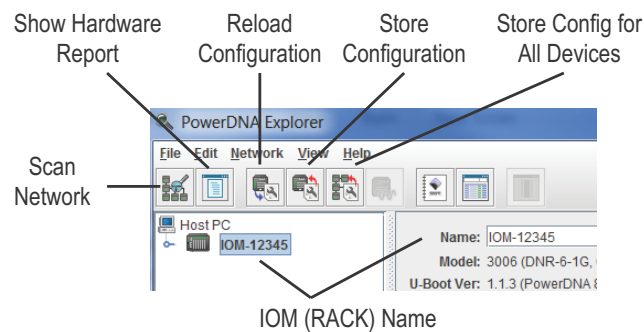 Show Hardware
Report
Reload
Configuration
Store
Configuration
Store Config for
All Devices
Scan
Network
PowerDNA Explorer
File Edit Network View Help
Host PC
IOM-12345
Name: IOM-12345
Model: 3006 (DNR-6-1G,
U-Boot Ver: 1.1.3 (PowerDNA
IOM (RACK) Name